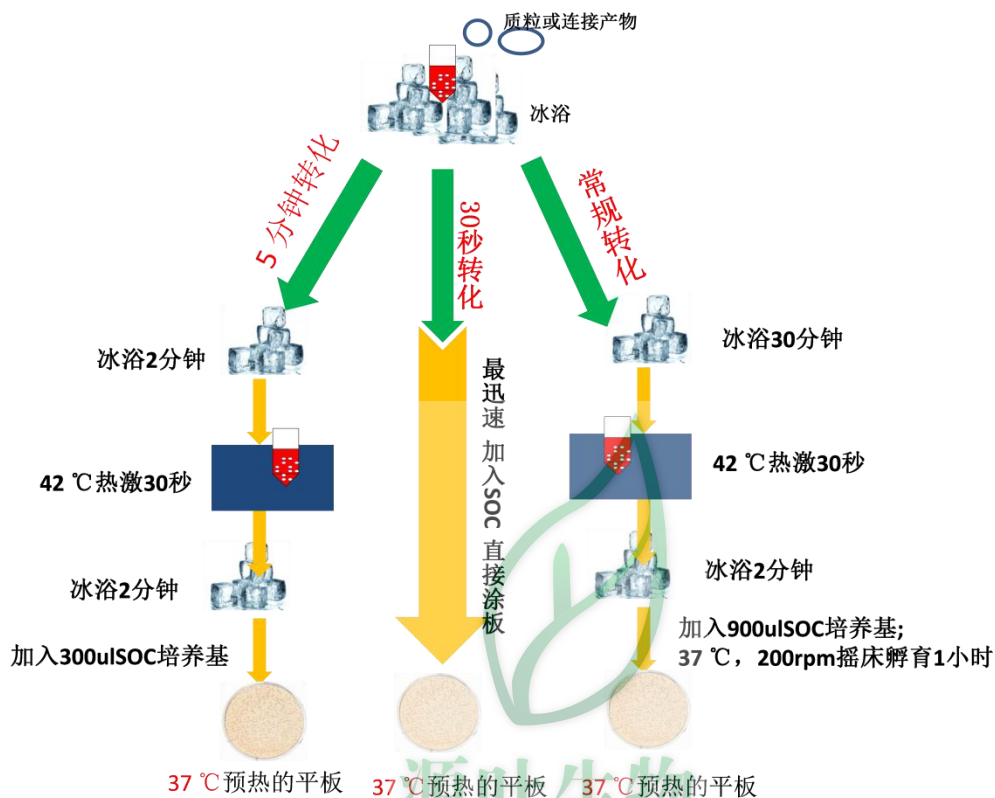 质粒或连接产物
冰浴
5 分钟转化
30秒转化
常规转化
冰浴2分钟
42 ℃热激30秒
冰浴2分钟
加入300ulSOC培养基
37 ℃预热的平板
最迅速 加入SOC 直接涂板
37 ℃预热的平板
冰浴30分钟
42 ℃热激30秒
冰浴2分钟
加入900ulSOC培养基;
37 ℃，200rpm摇床孵育1小时
37 ℃预热的平板
源叶生物